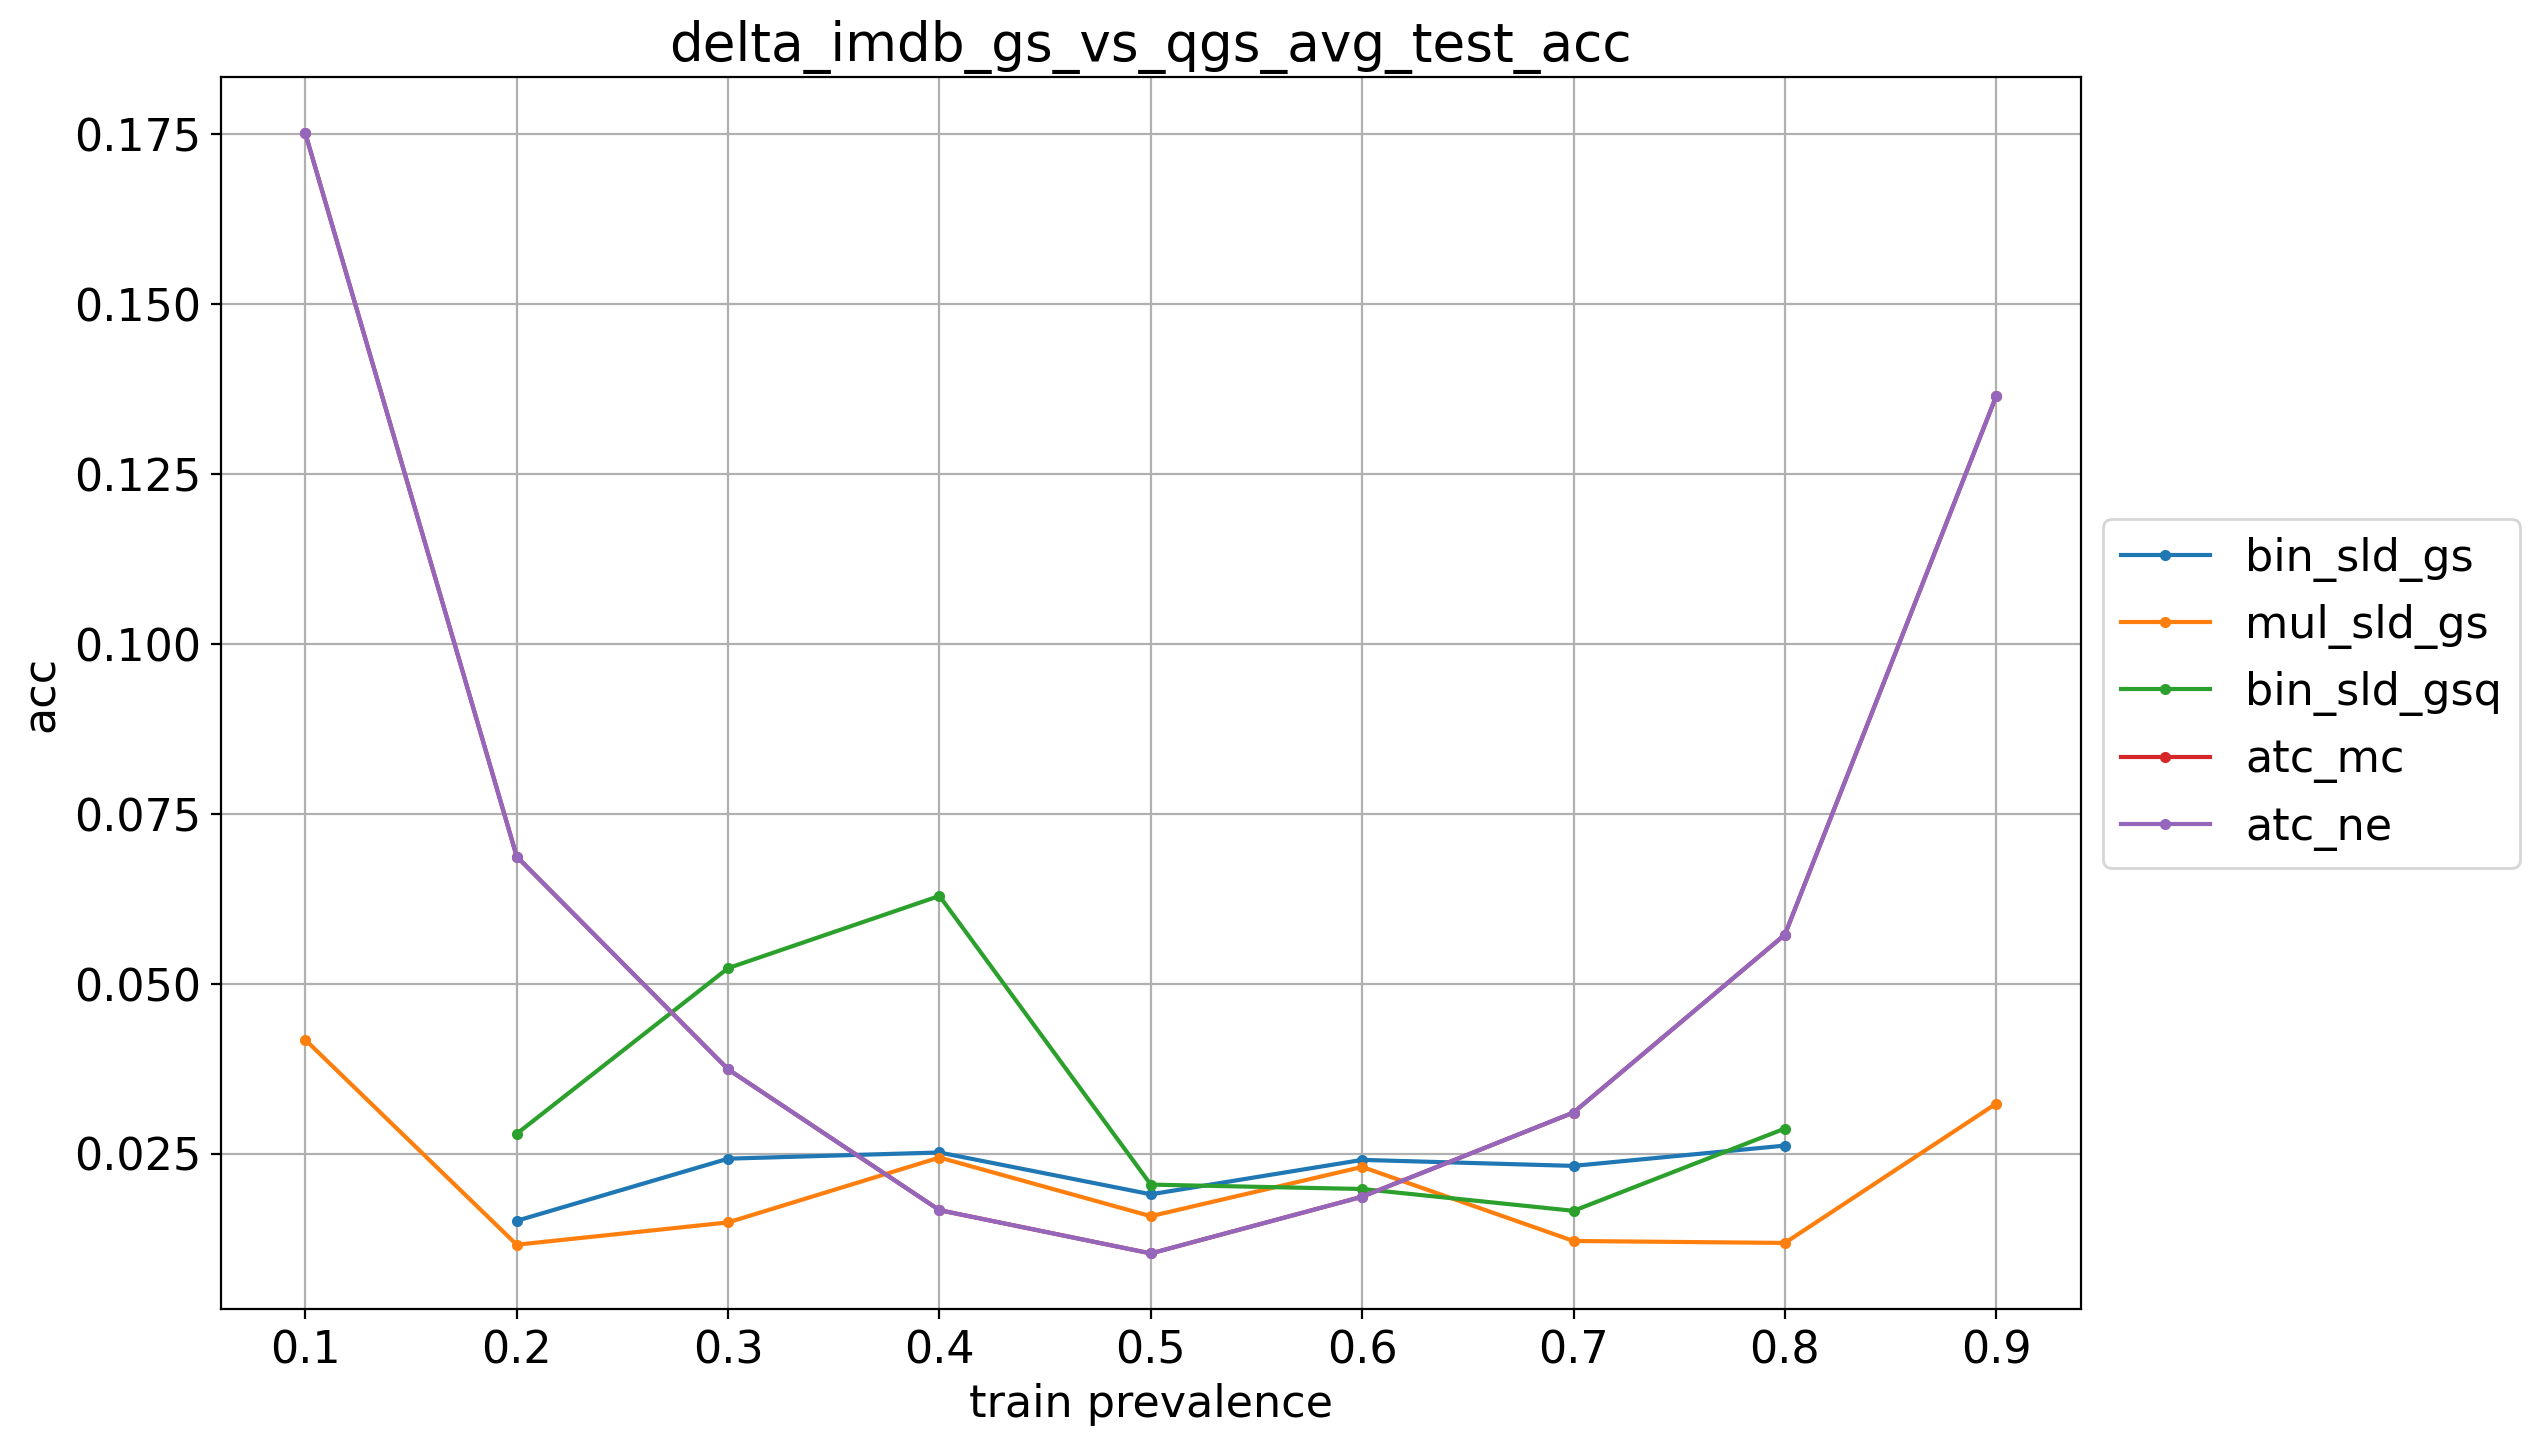 delta_imdb_gs_vs_qgs_avg_test_acc
0.175
0.150
0.125
0.100
0.075
0.050
0.025
acc
0.1 0.2 0.3 0.4 0.5 0.6 0.7 0.8 0.9
train prevalence
bin_sld_gs
mul_sld_gs
bin_sld_gsq
atc_mc
atc_ne